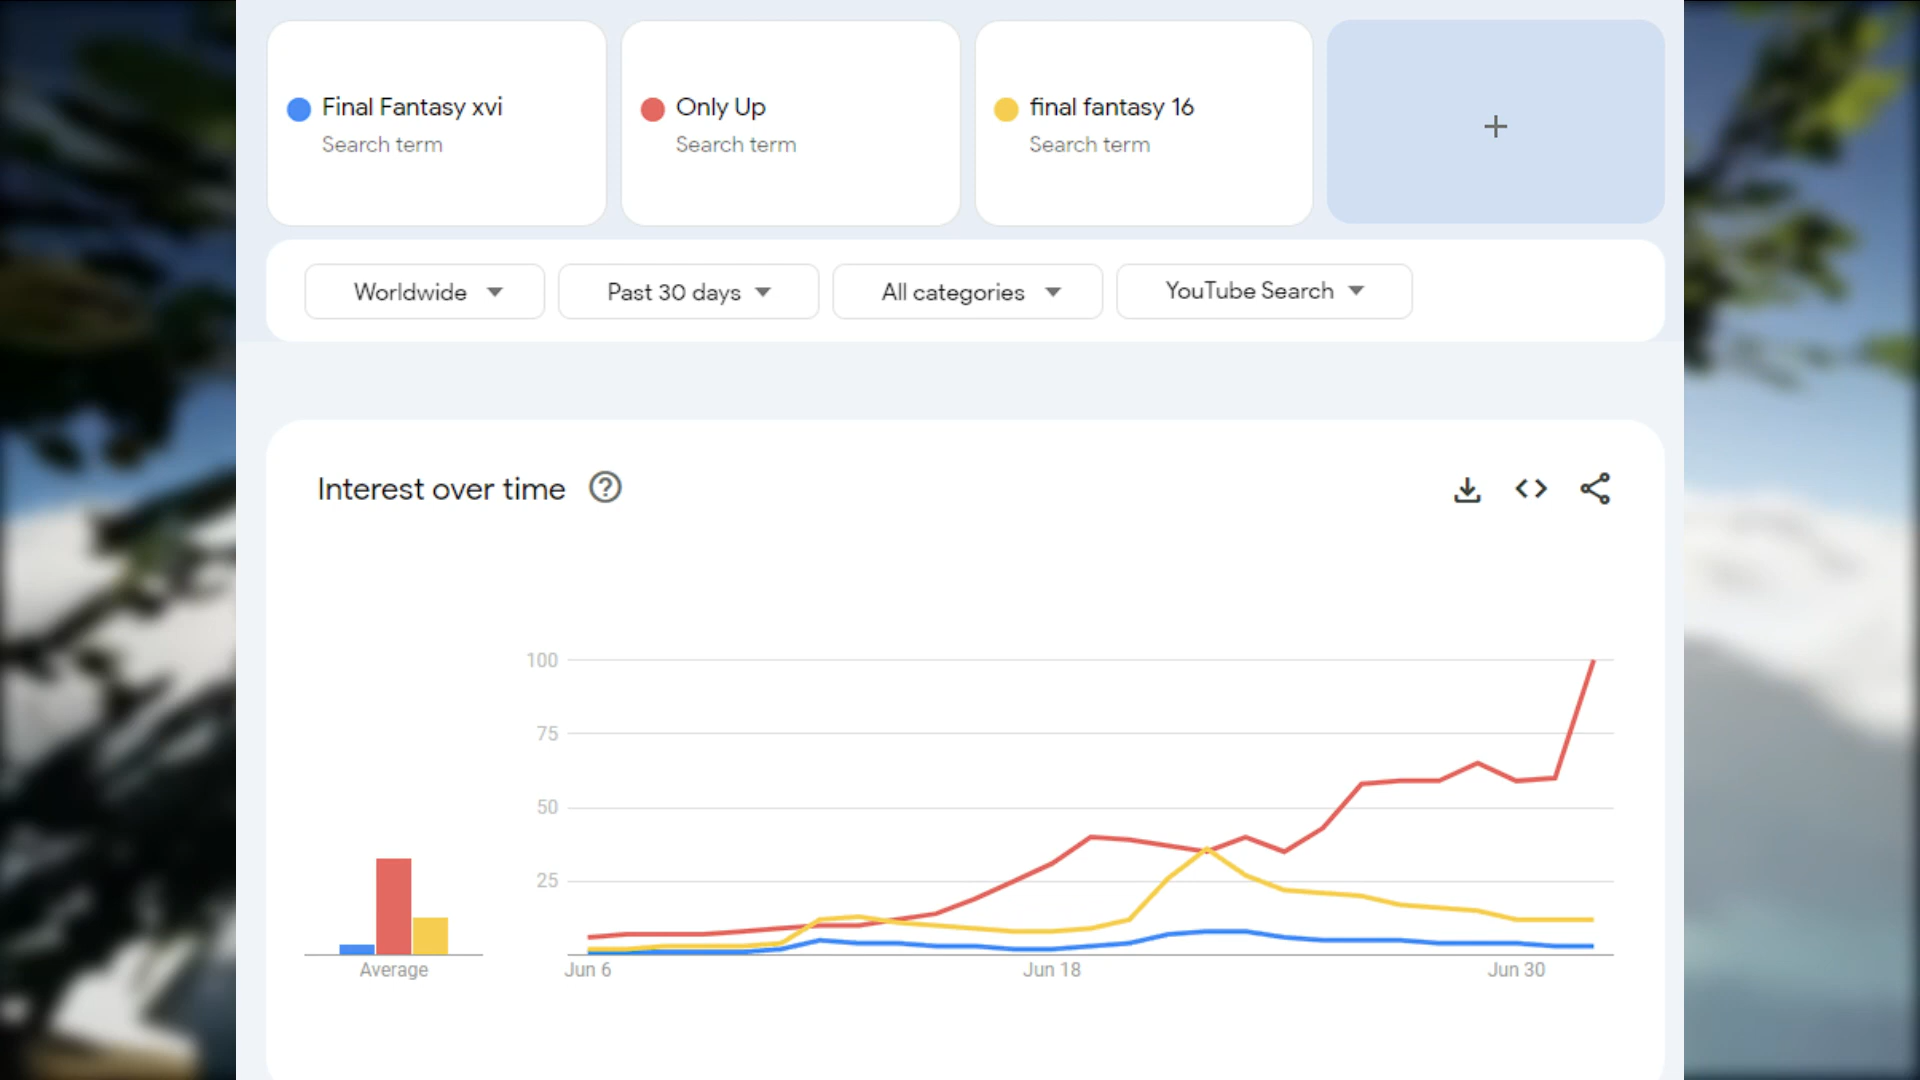 Final Fantasy xvi
Search term
Only Up
Search term
final fantasy 16
Search term
+
Worldwide
Past 30 days
All categories
YouTube Search
Interest over time ?
100
75
50
25
Average
Jun 6
Jun 18
Jun 30